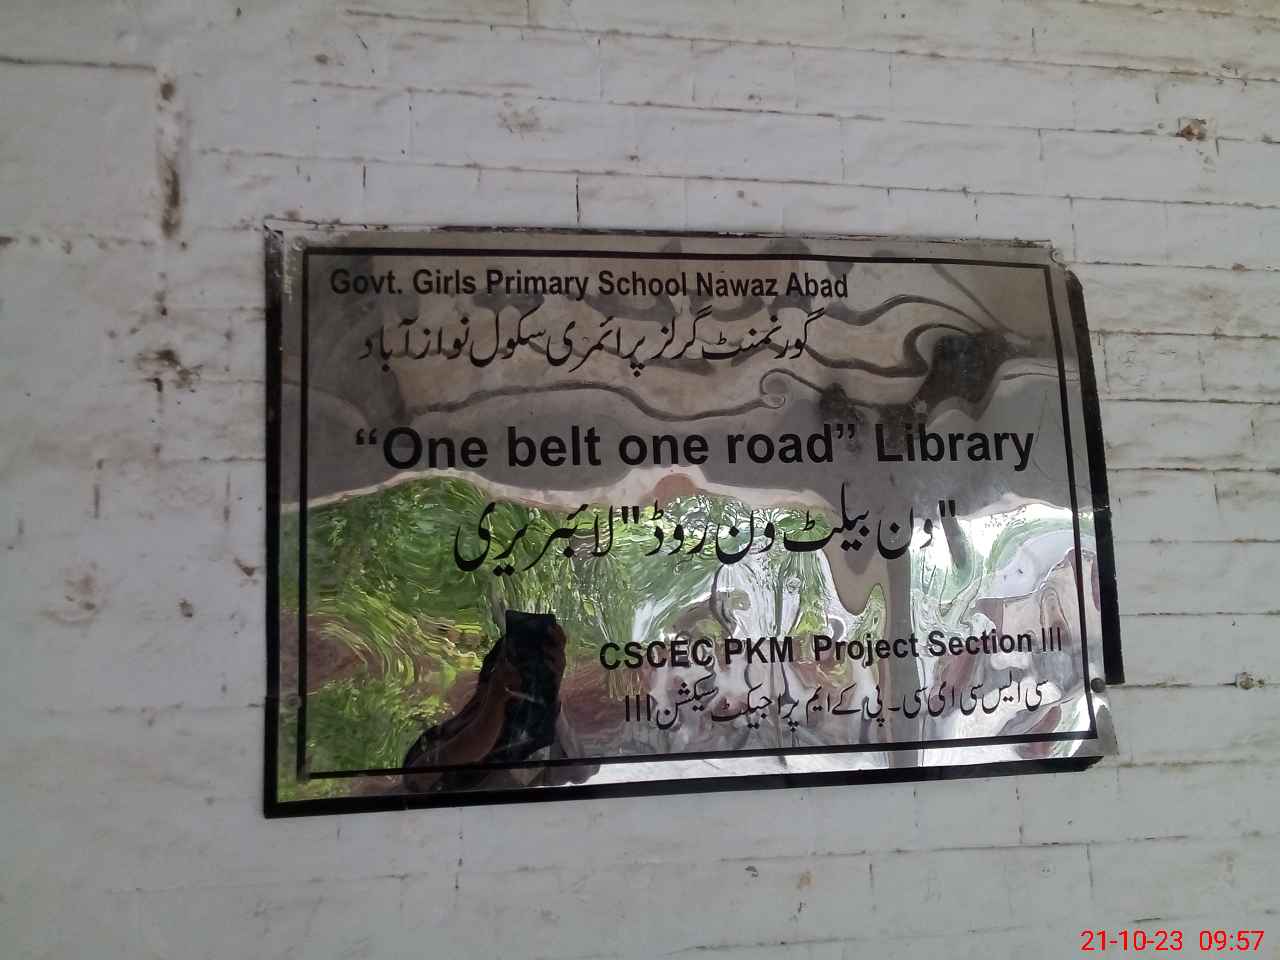 Govt. Girls Primary School Nawaz Abad
گورنمنٹ گرلز پرائمری سکول نواز آباد
“One belt one road” Library
"ون بیلٹ ون روڈ" لائبریری
CSCEC PKM Project Section III
سی ایس سی ای سی۔ پی کے ایم پراجیکٹ سیکشن III
21-10-23 09:57